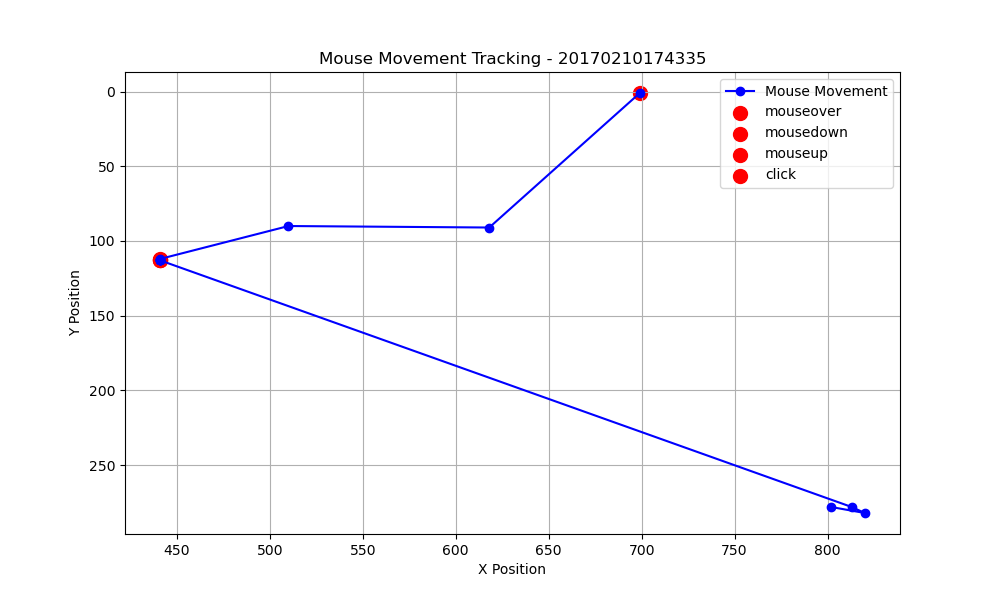 Mouse Movement Tracking - 20170210174335
Mouse Movement
mouseover
mousedown
mouseup
click
0
50
100
150
200
250
Y Position
450
500
550
600
650
700
750
800
X Position